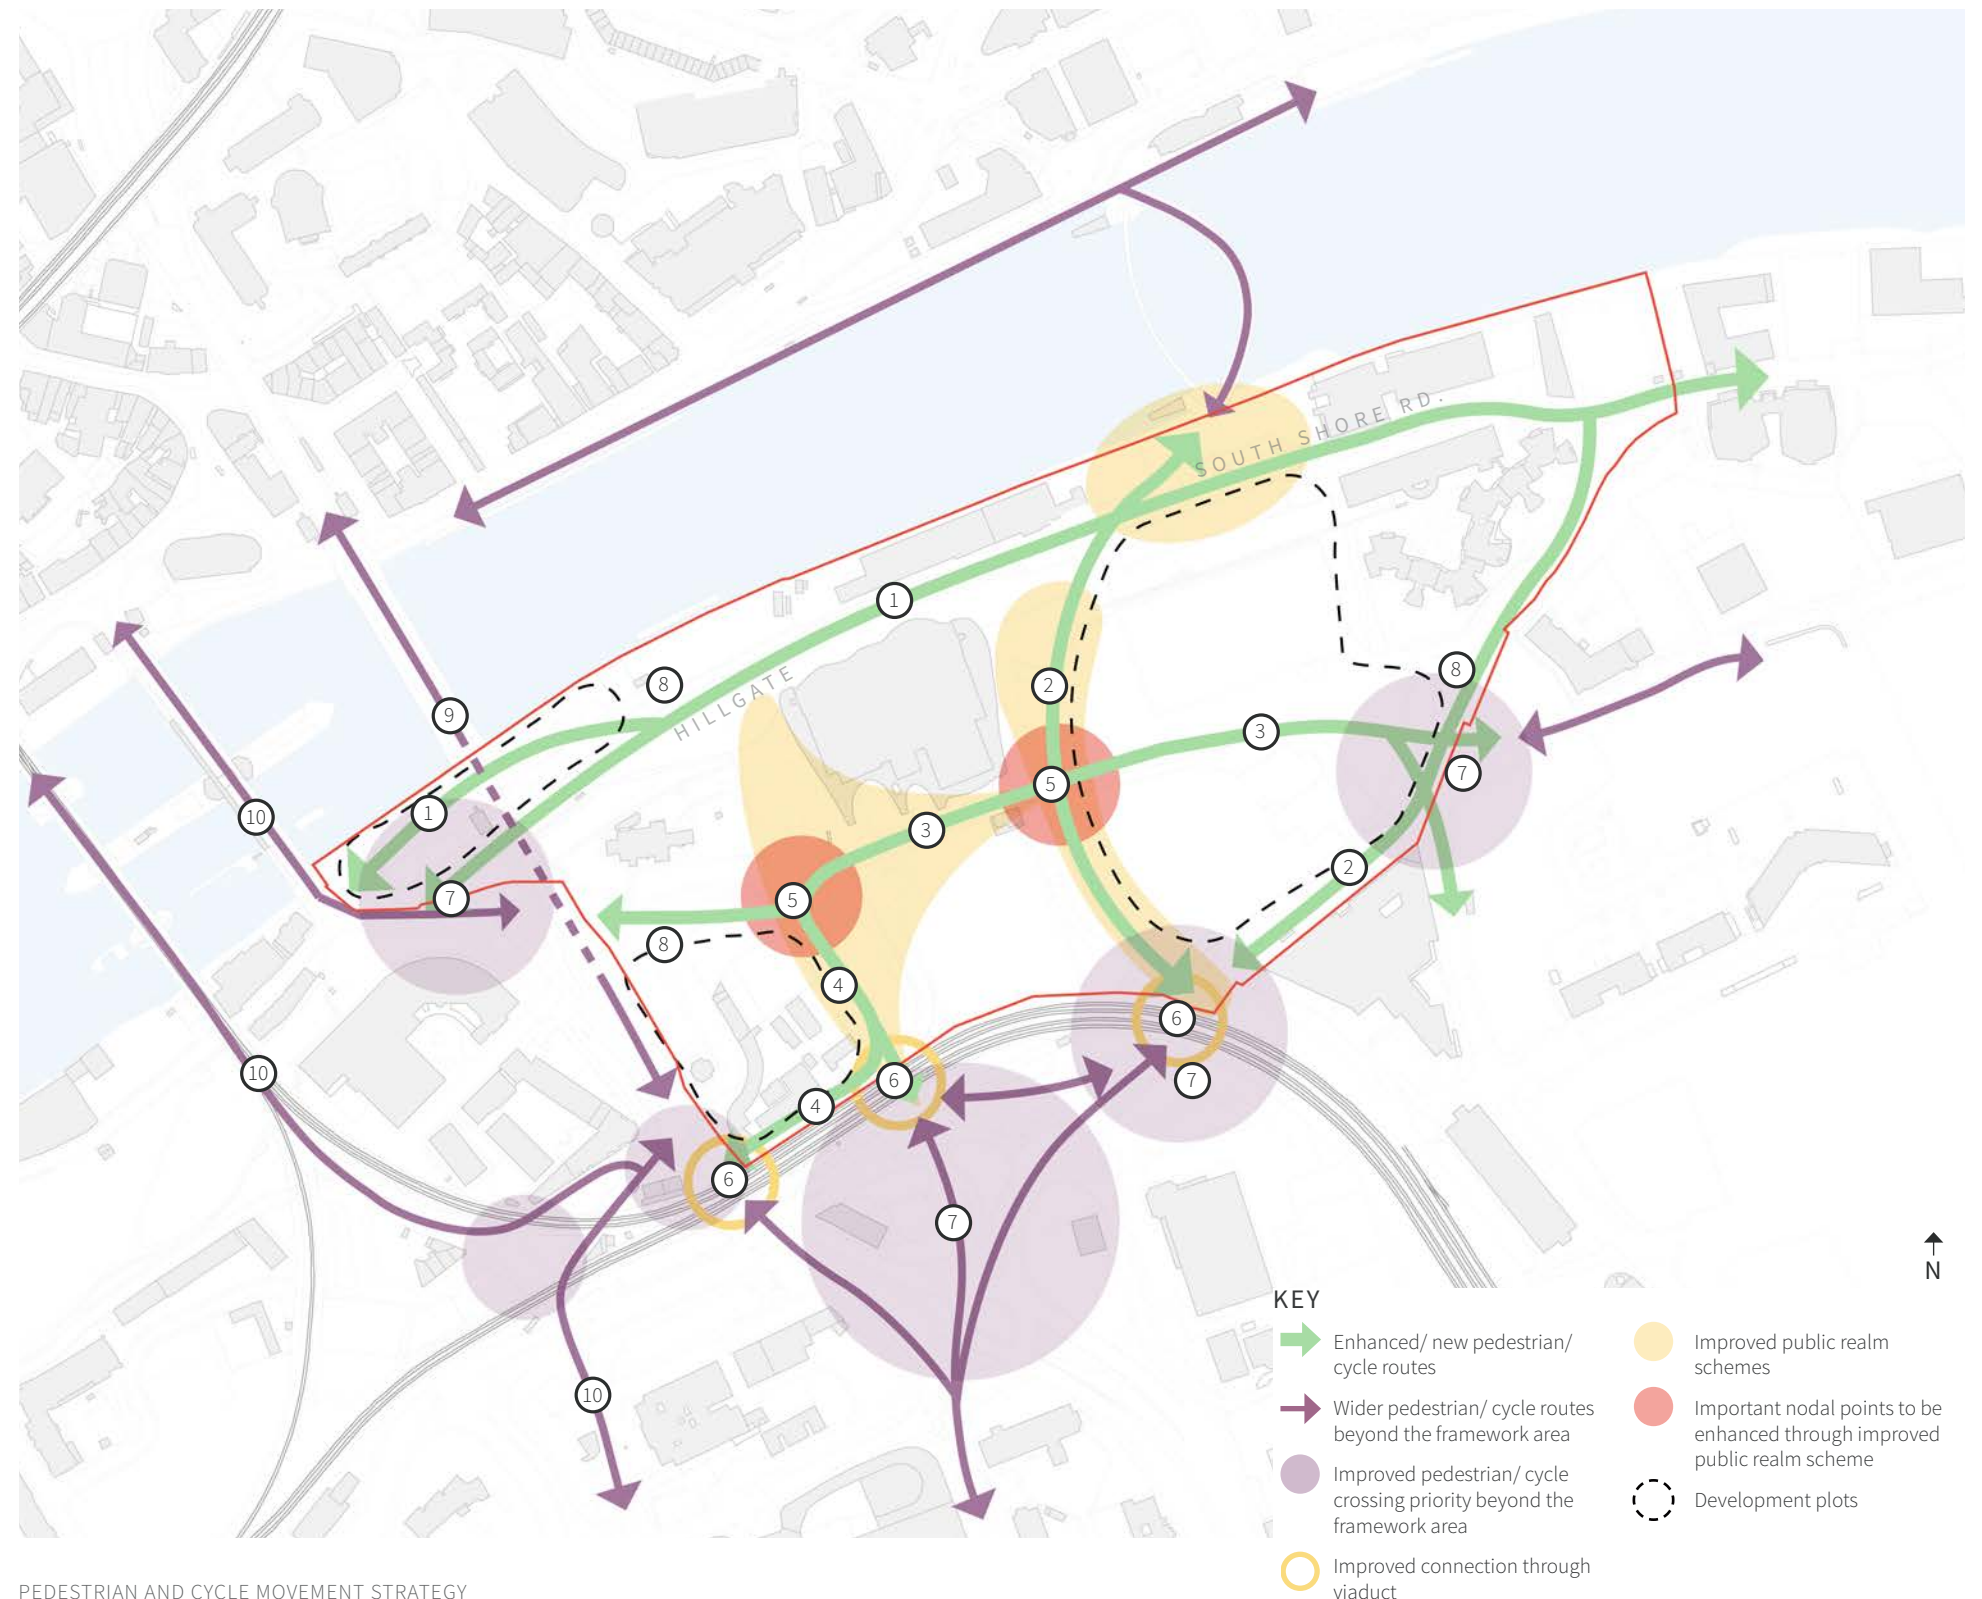 SOUTH SHORE RD.
1
2
8
8
HILLGATE
9
3
7
5
1
10
3
2
7
5
8
4
6
10
6
7
4
6
7
10
N
KEY
Enhanced/ new pedestrian/
cycle routes
Wider pedestrian/ cycle routes
beyond the framework area
Improved pedestrian/ cycle
crossing priority beyond the
framework area
Improved connection through
viaduct
Improved public realm
schemes
Important nodal points to be
enhanced through improved
public realm scheme
Development plots
PEDESTRIAN AND CYCLE MOVEMENT STRATEGY